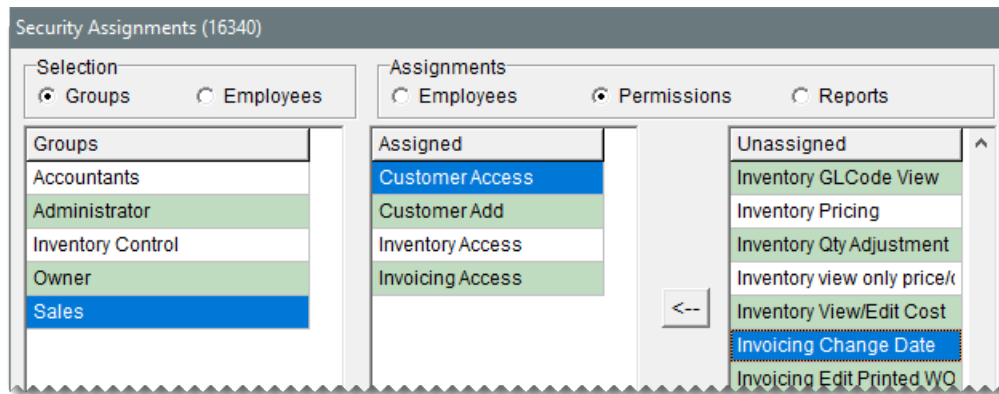 Security Assignments (16340)
Selection
Groups
Employees
Assignments
Employees
Permissions
Reports
Groups
Accountants
Administrator
Inventory Control
Owner
Sales
Assigned
Customer Access
Customer Add
Inventory Access
Invoicing Access
<--
Unassigned
Inventory GLCode View
Inventory Pricing
Inventory Qty Adjustment
Inventory view only price/
Inventory View/Edit Cost
Invoicing Change Date
Invoicing Edit Printed WO